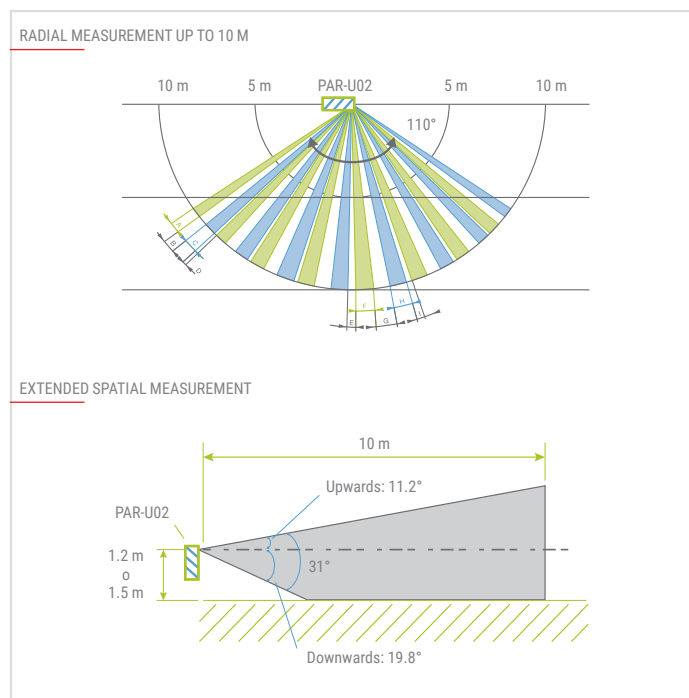 RADIAL MEASUREMENT UP TO 10 M
10 m 5 m PAR-U02 5 m 10 m
110°
A
B
C
D
E
F
G
H
I
EXTENDED SPATIAL MEASUREMENT
10 m
Upwards: 11.2°
PAR-U02
1.2 m
o
1.5 m
31°
Downwards: 19.8°